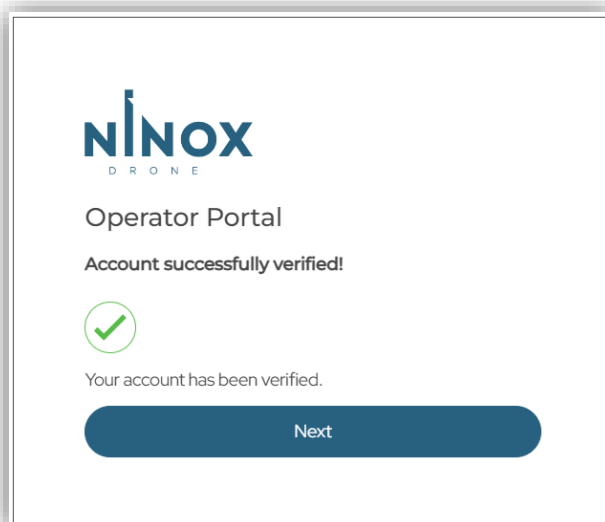 NINOX
DRONE
Operator Portal
Account successfully verified!
Your account has been verified.
Next